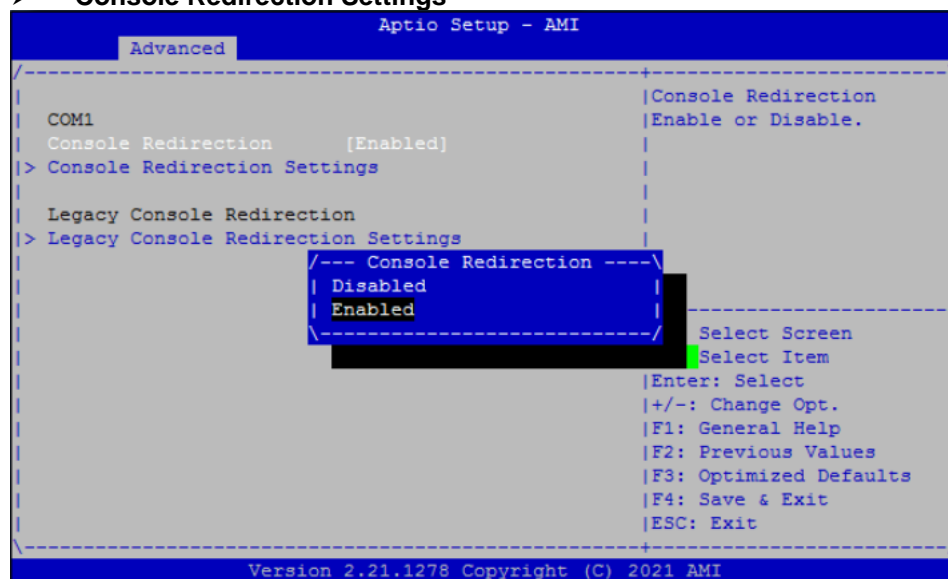 ➤ Console Redirection Settings
Aptio Setup - AMI
Advanced
Console Redirection
Enable or Disable.
COM1
Console Redirection [Enabled]
> Console Redirection Settings
Legacy Console Redirection
> Legacy Console Redirection Settings
/--- Console Redirection ----\
Disabled
Enabled
Select Screen
Select Item
Enter: Select
+/-: Change Opt.
F1: General Help
F2: Previous Values
F3: Optimized Defaults
F4: Save & Exit
ESC: Exit
Version 2.21.1278 Copyright (C) 2021 AMI